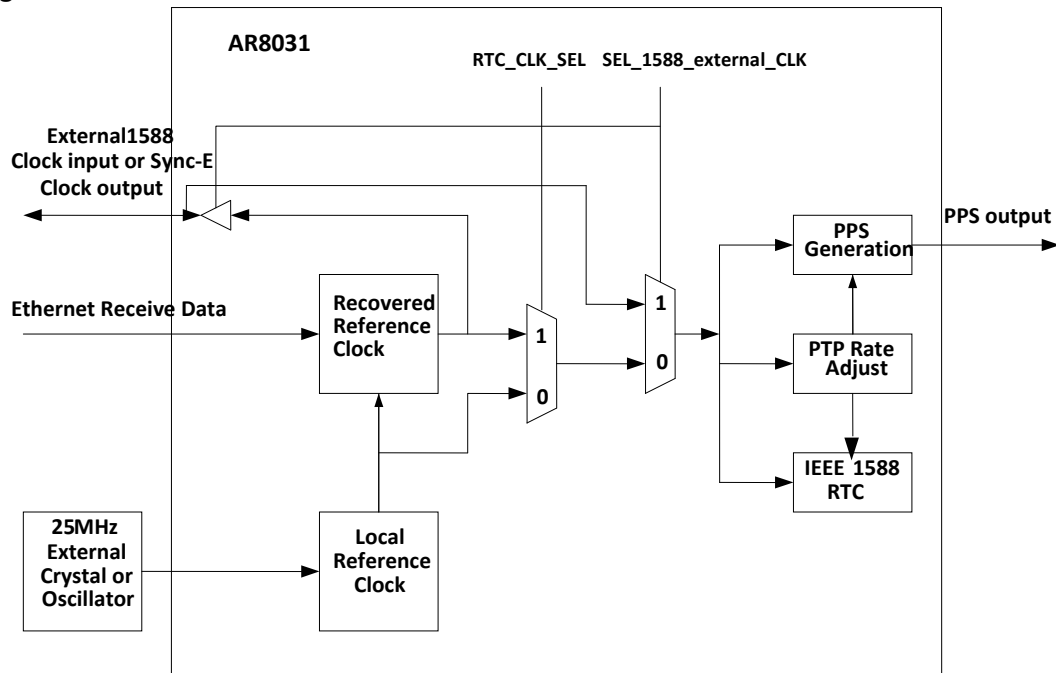 AR8031
RTC_CLK_SEL
SEL_1588_external_CLK
External1588
Clock input or Sync-E
Clock output
PPS
Generation
PPS output
Ethernet Receive Data
Recovered
Reference
Clock
1
0
1
0
PTP Rate
Adjust
IEEE 1588
RTC
25MHz
External
Crystal or
Oscillator
Local
Reference
Clock